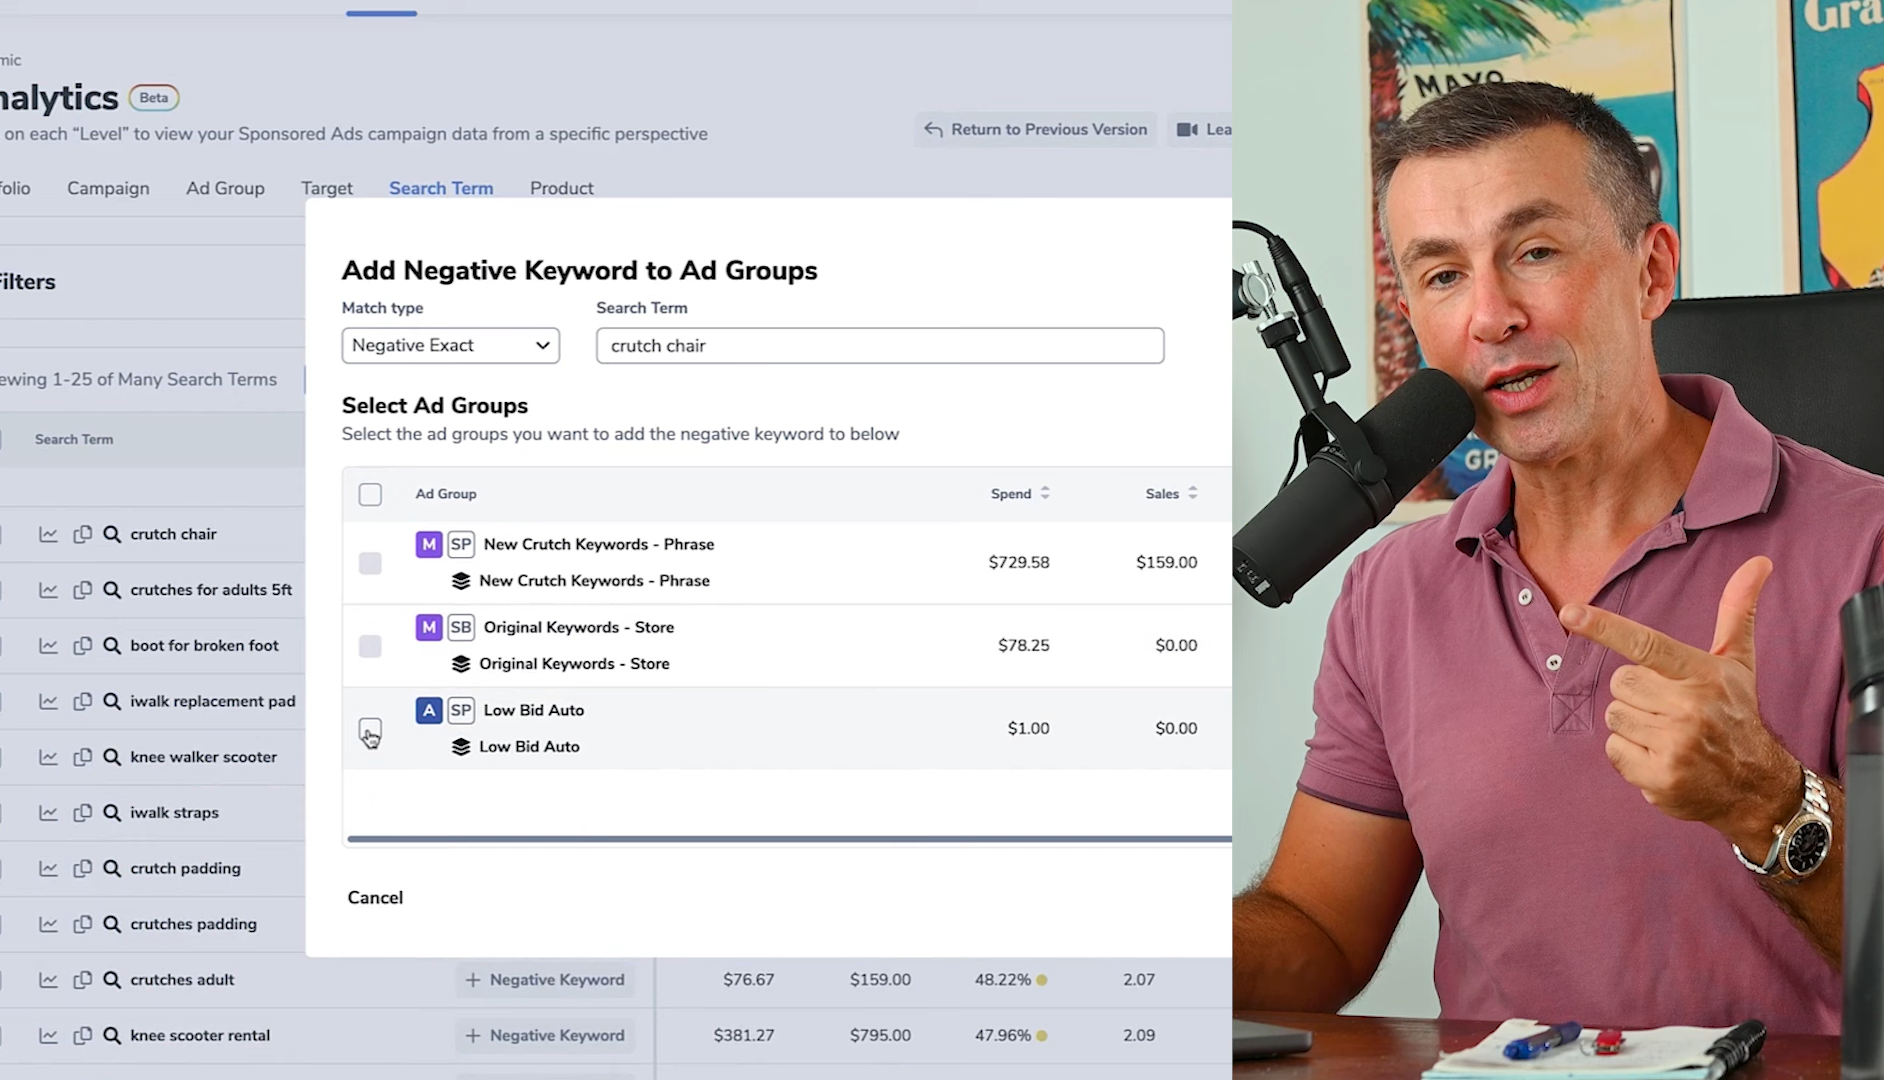 mic
nalytics Beta
on each “Level” to view your Sponsored Ads campaign data from a specific perspective
Return to Previous Version
Lea
folio Campaign Ad Group Target Search Term Product
Filters
ewing 1-25 of Many Search Terms
Search Term
crutch chair
crutches for adults 5ft
boot for broken foot
iwalk replacement pad
knee walker scooter
iwalk straps
crutch padding
crutches padding
crutches adult + Negative Keyword $76.67 $159.00 48.22% 2.07
knee scooter rental + Negative Keyword $381.27 $795.00 47.96% 2.09
Add Negative Keyword to Ad Groups
Match type Search Term
Negative Exact crutch chair
Select Ad Groups
Select the ad groups you want to add the negative keyword to below
Ad Group Spend Sales
M SP New Crutch Keywords - Phrase
New Crutch Keywords - Phrase
$729.58 $159.00
M SB Original Keywords - Store
Original Keywords - Store
$78.25 $0.00
A SP Low Bid Auto
Low Bid Auto
$1.00 $0.00
Cancel
MAYO
Gra
GR